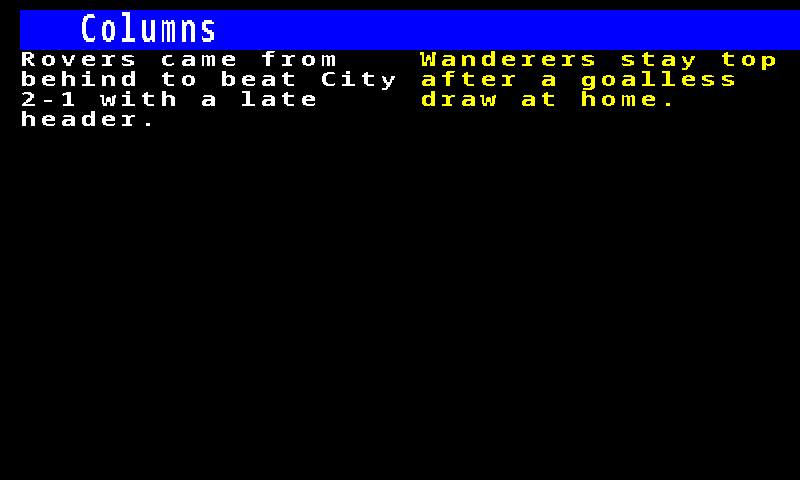 Columns
Rovers came from
behind to beat City
2-1 with a late
header.
Wanderers stay top
after a goalless
draw at home.